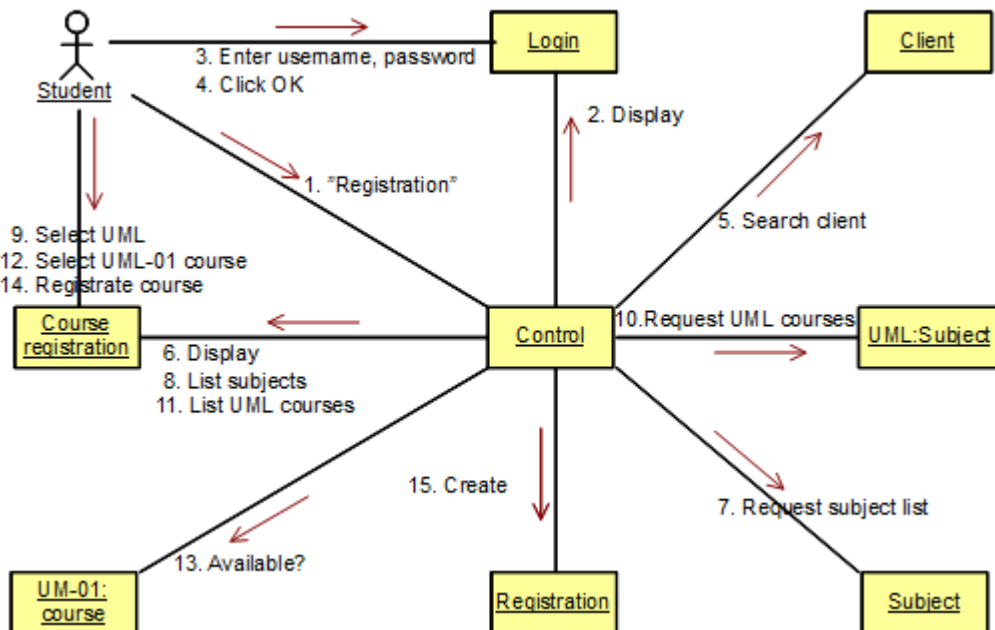 Login
Client
3. Enter username, password
4. Click OK
Student
2. Display
1. ”Registration”
5. Search client
9. Select UML
12. Select UML-01 course
14. Registrate course
Course
registration
Control
10.Request UML courses
UML:Subject
6. Display
8. List subjects
11. List UML courses
15. Create
7. Request subject list
13. Available?
UM-01:
course
Registration
Subject